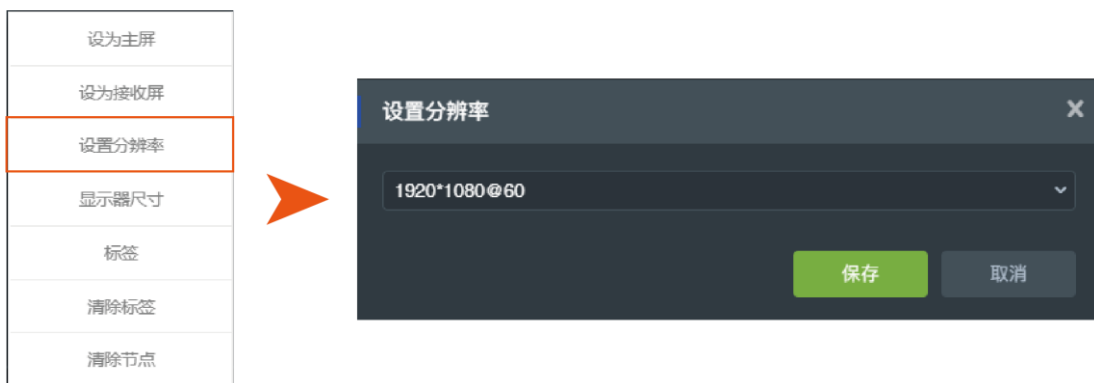 设为主屏
设为接收屏
设置分辨率
显示器尺寸
标签
清除标签
清除节点
设置分辨率
1920*1080@60
保存
取消